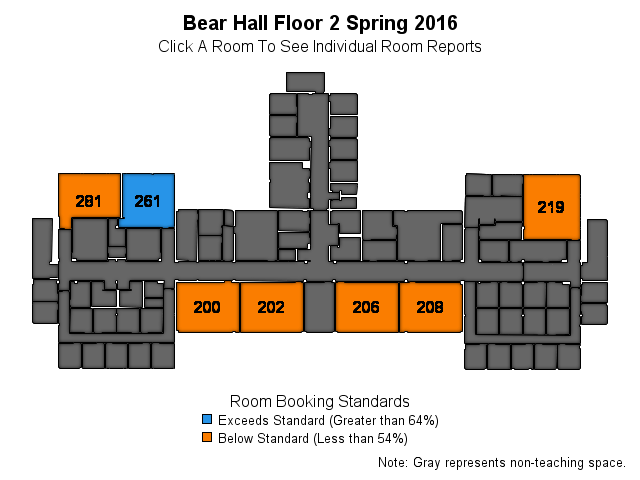 Bear Hall Floor 2 Spring 2016
Click A Room To See Individual Room Reports
281 261 219
200 202 206 208
Room Booking Standards
Exceeds Standard (Greater than 64%)
Below Standard (Less than 54%)
Note: Gray represents non-teaching space.